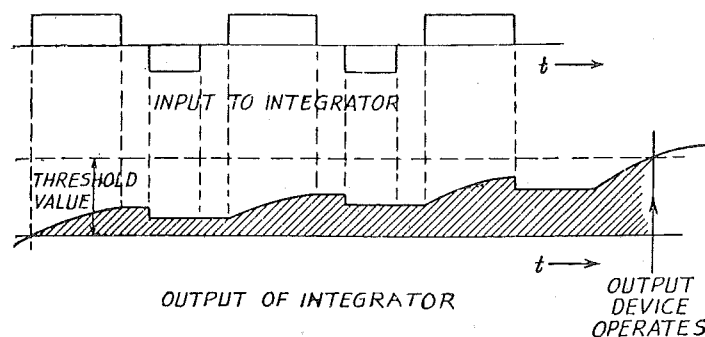 t
INPUT TO INTEGRATOR
THRESHOLD
VALUE
t
OUTPUT OF INTEGRATOR
OUTPUT
DEVICE
OPERATES